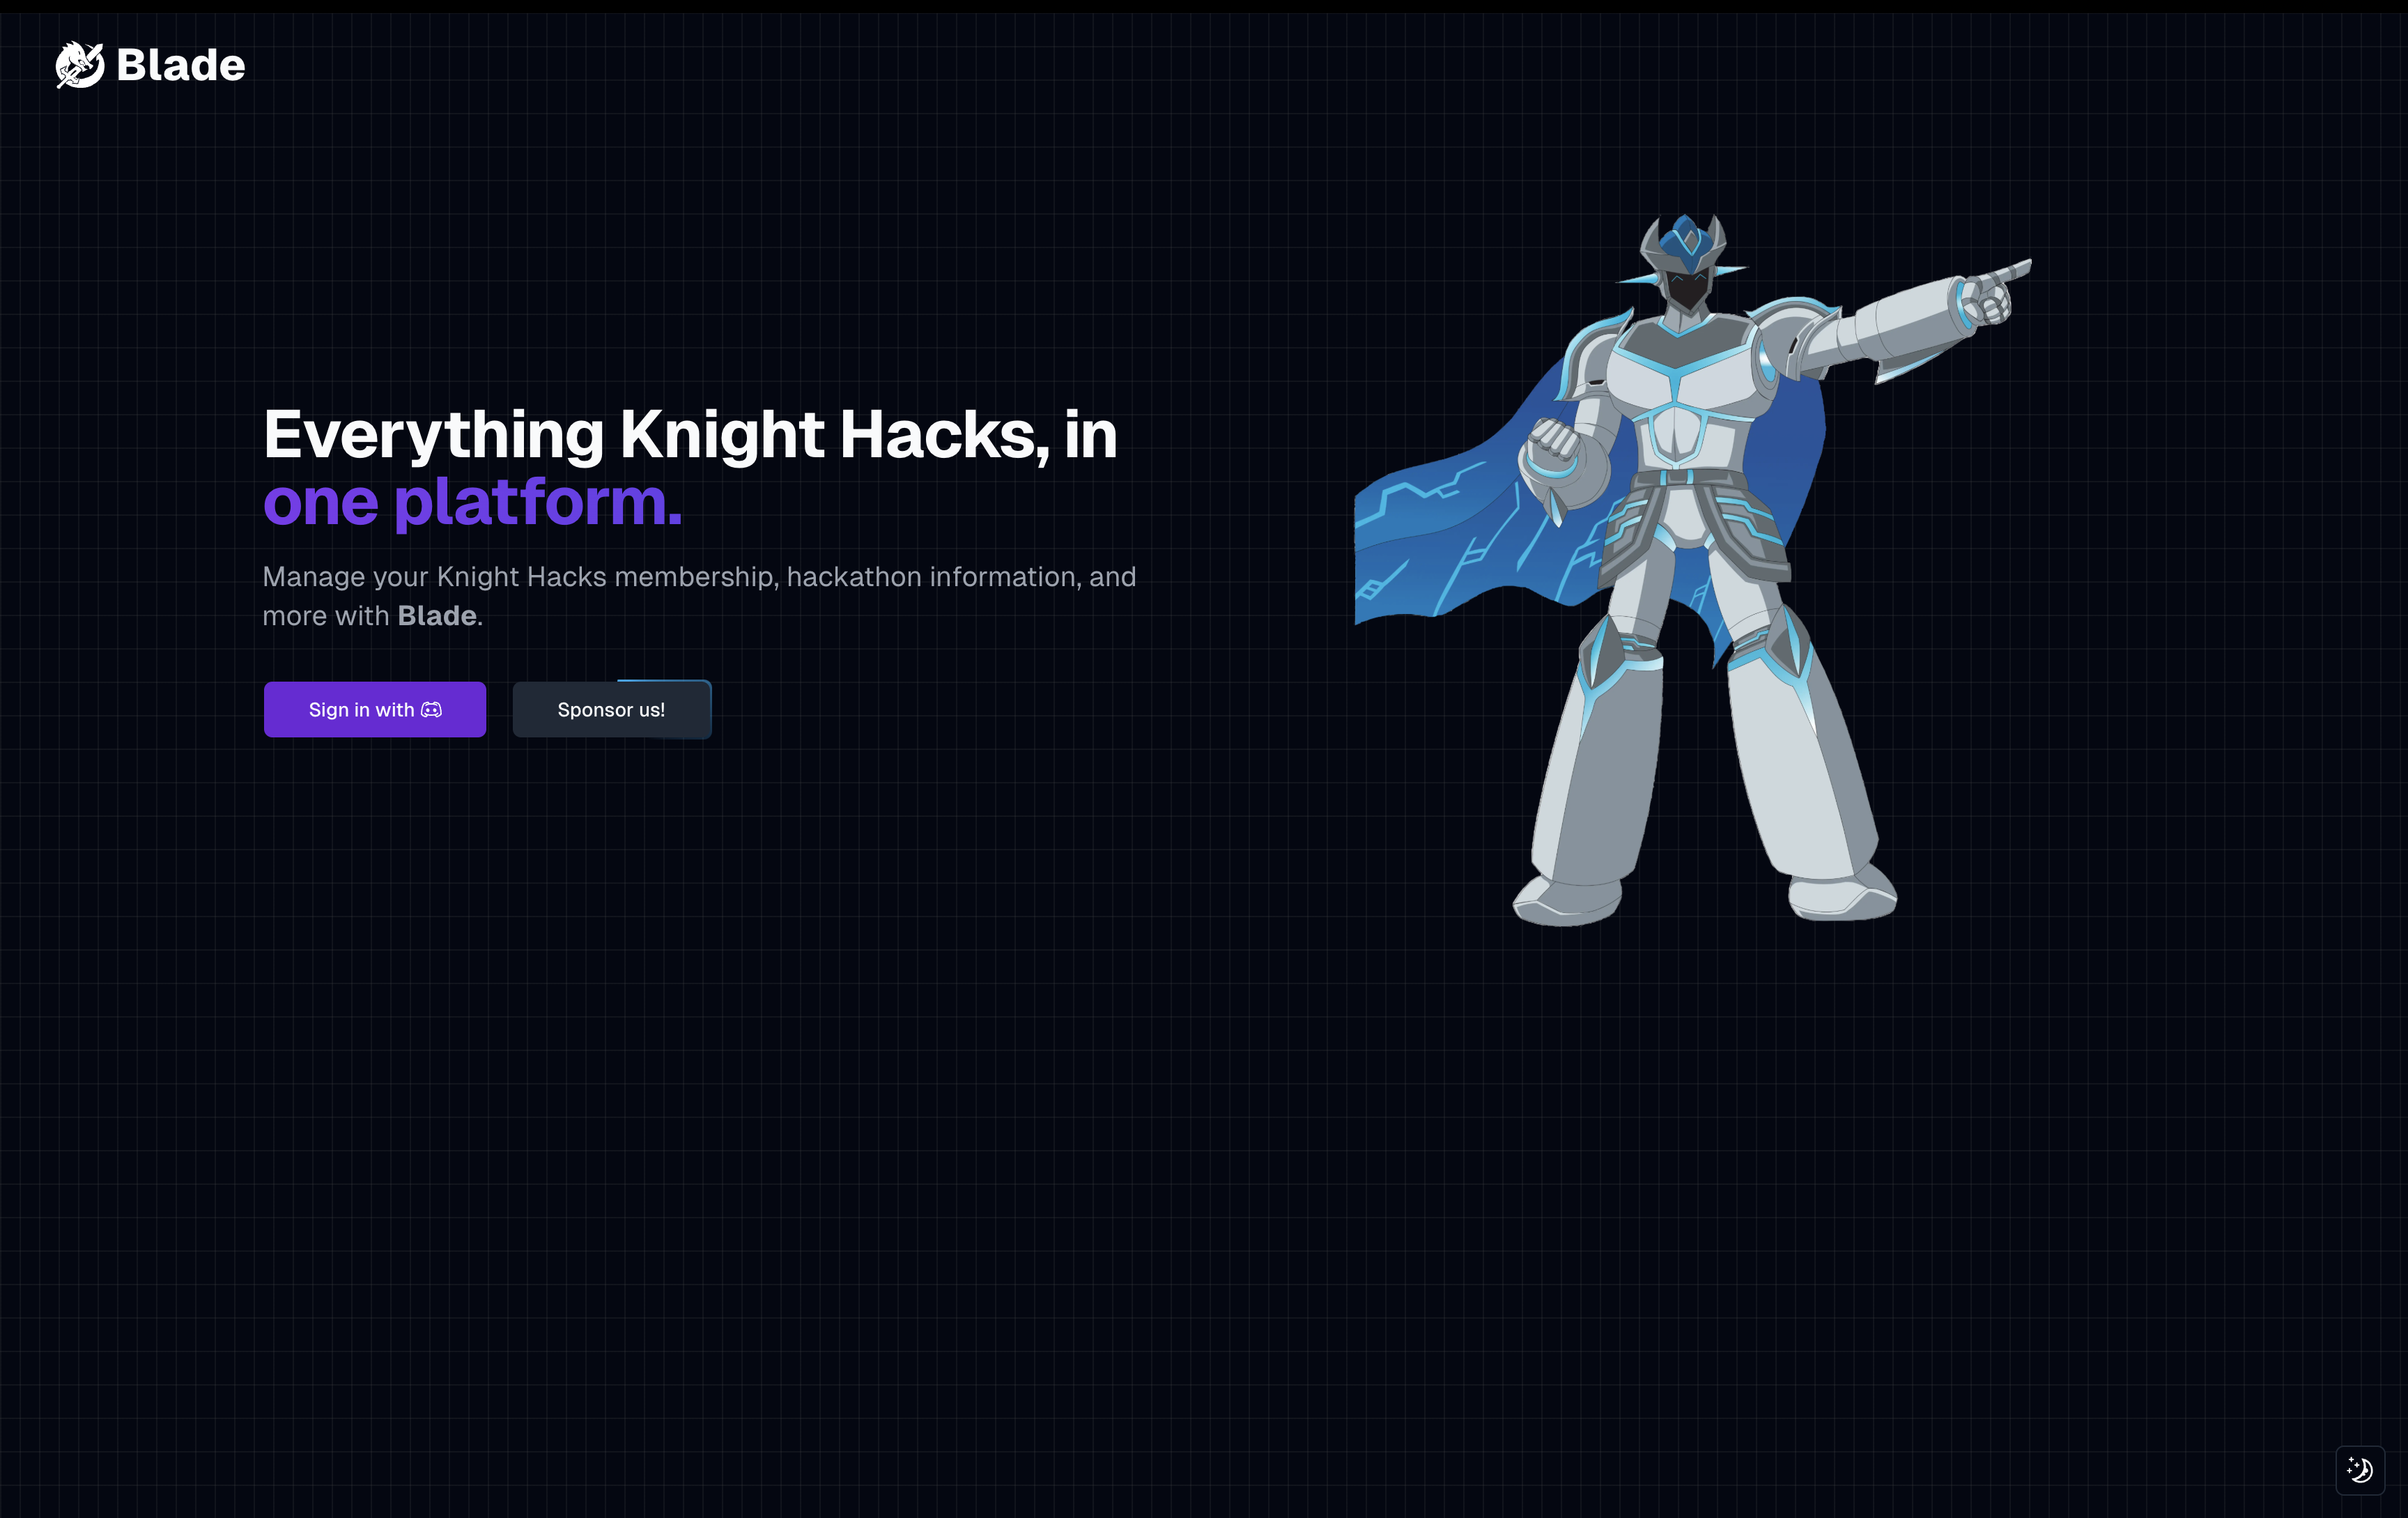 Blade
Everything Knight Hacks, in
one platform.
Manage your Knight Hacks membership, hackathon information, and
more with Blade.
Sign in with
Sponsor us!